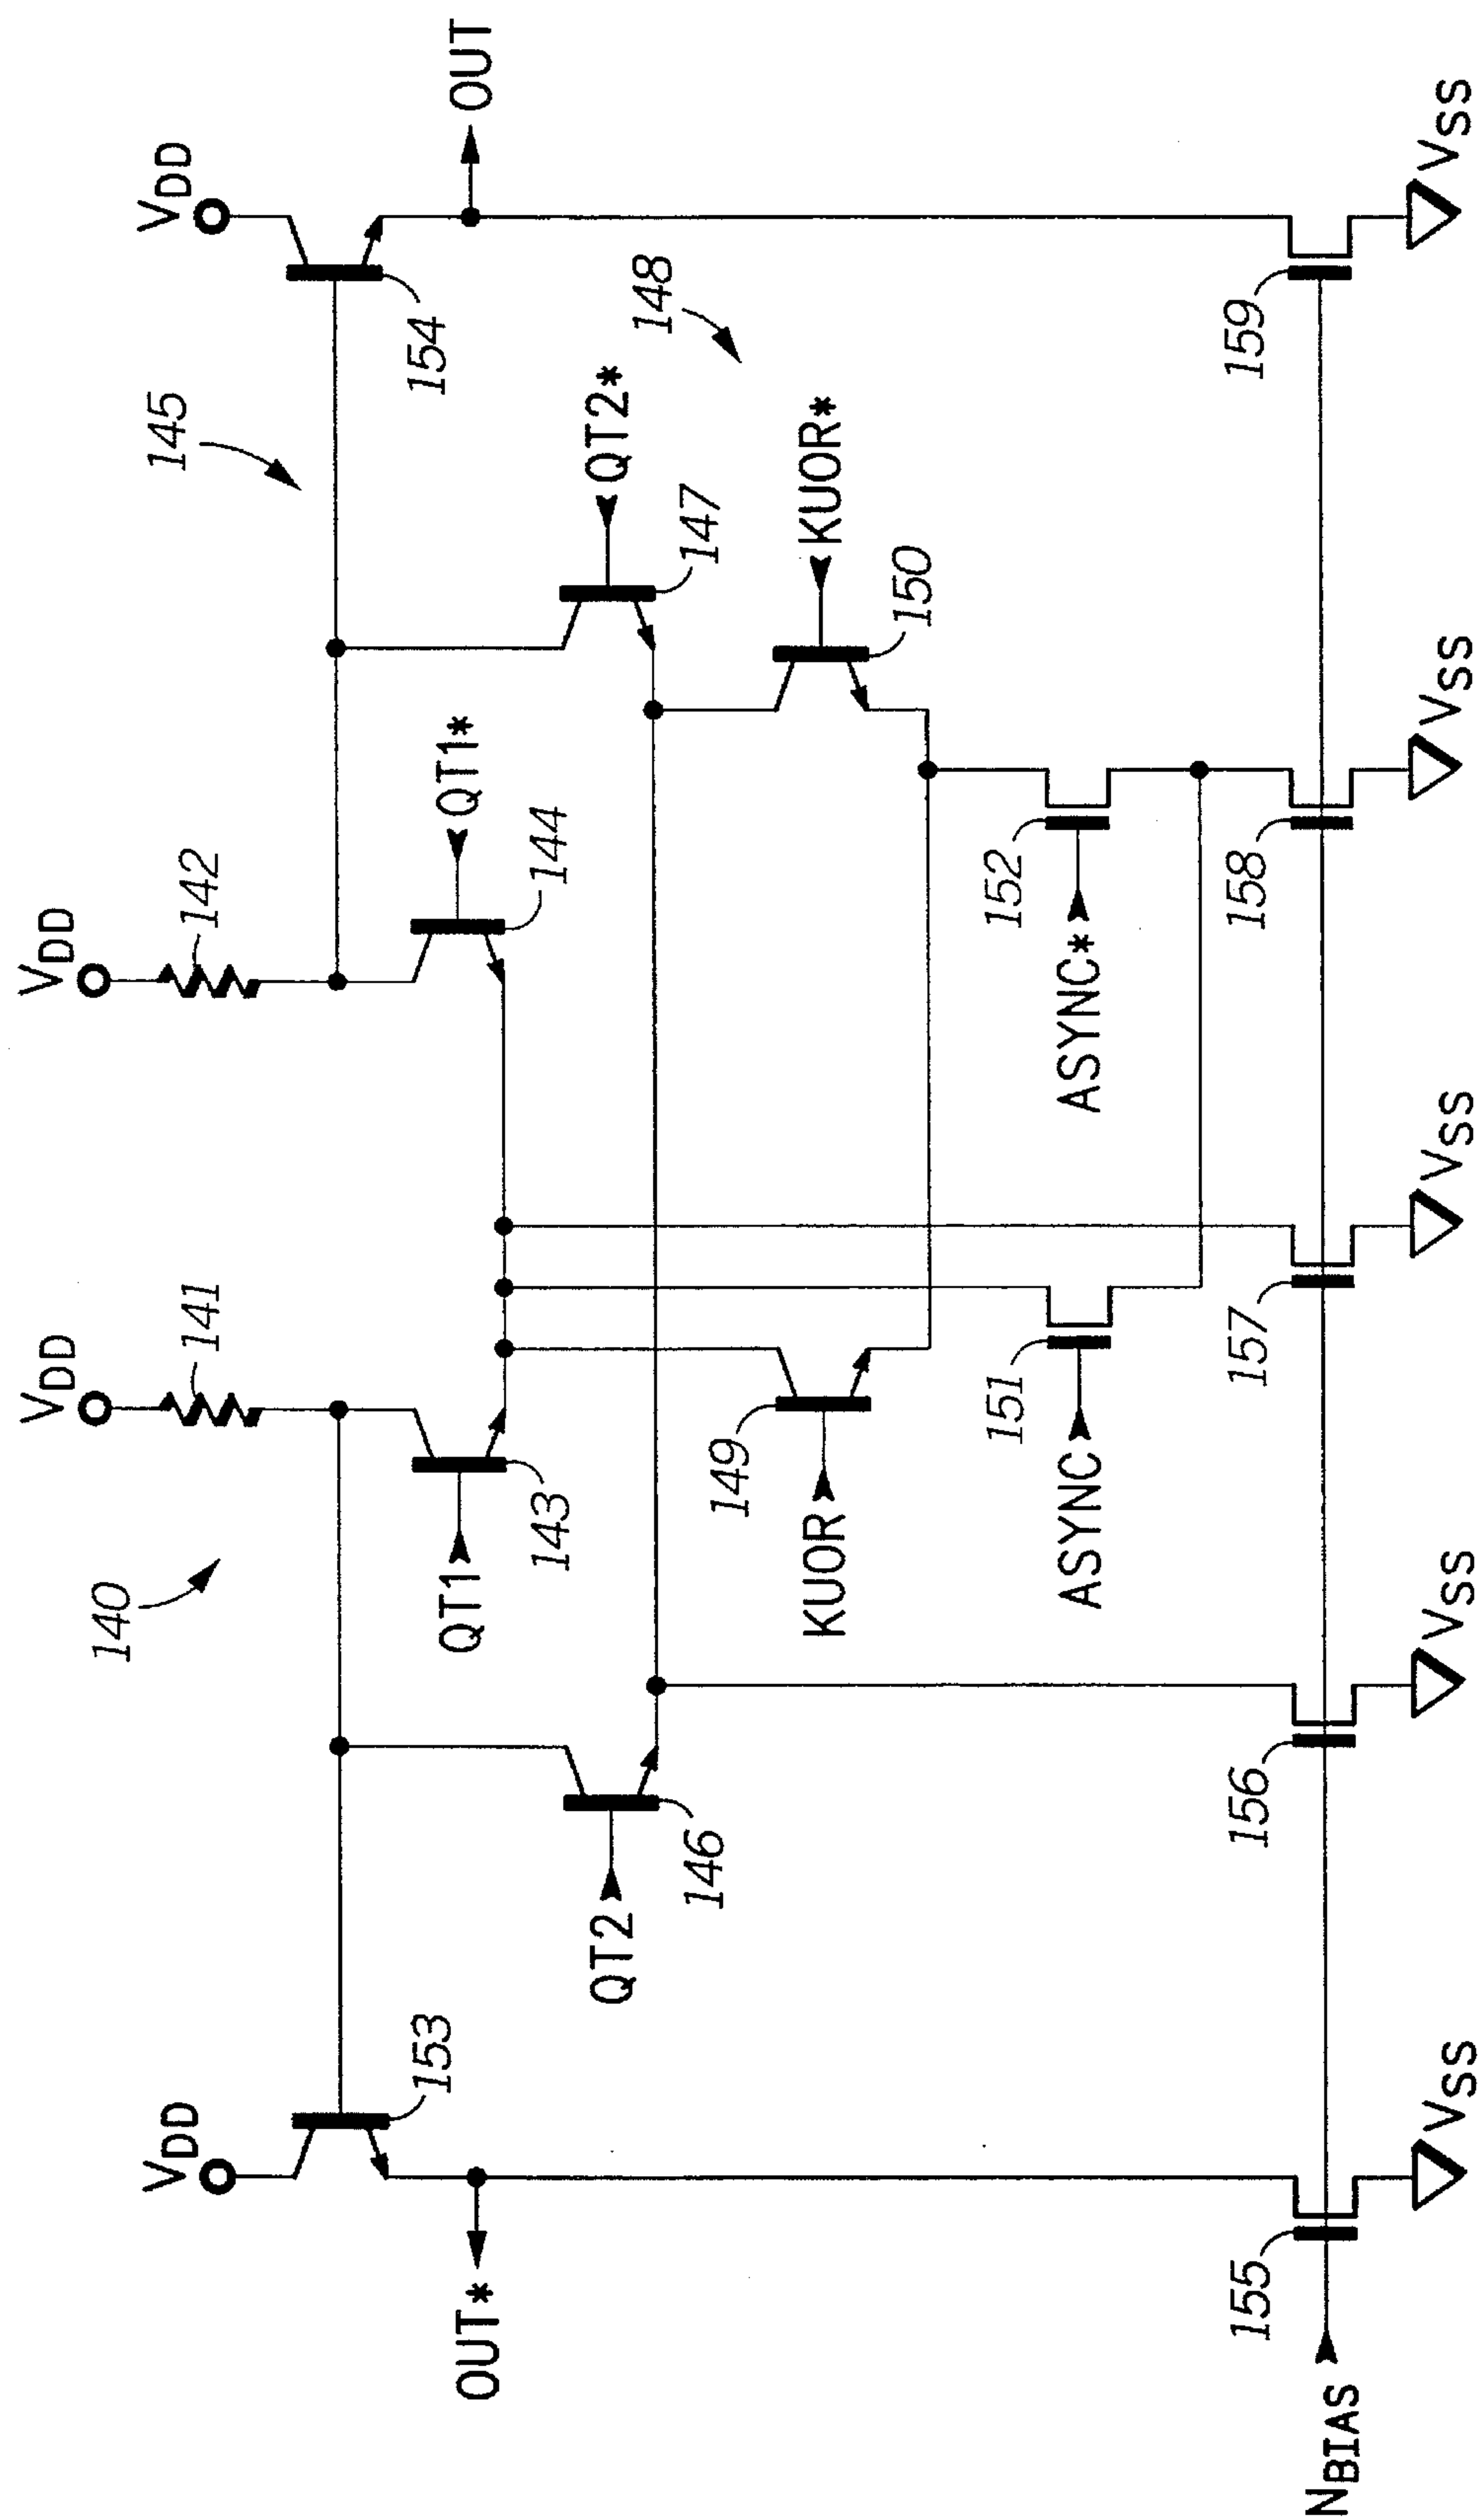 VDD
VDD
VDD
VDD
140
141
142
145
153
154
OUT*
OUT
QT1
143
QT1*
144
QT2
146
QT2*
147
148
KUOR
149
KUOR*
150
ASYNC
151
ASYNC*
152
NBIAS
155
156
157
158
159
VSS
VSS
VSS
VSS
VSS